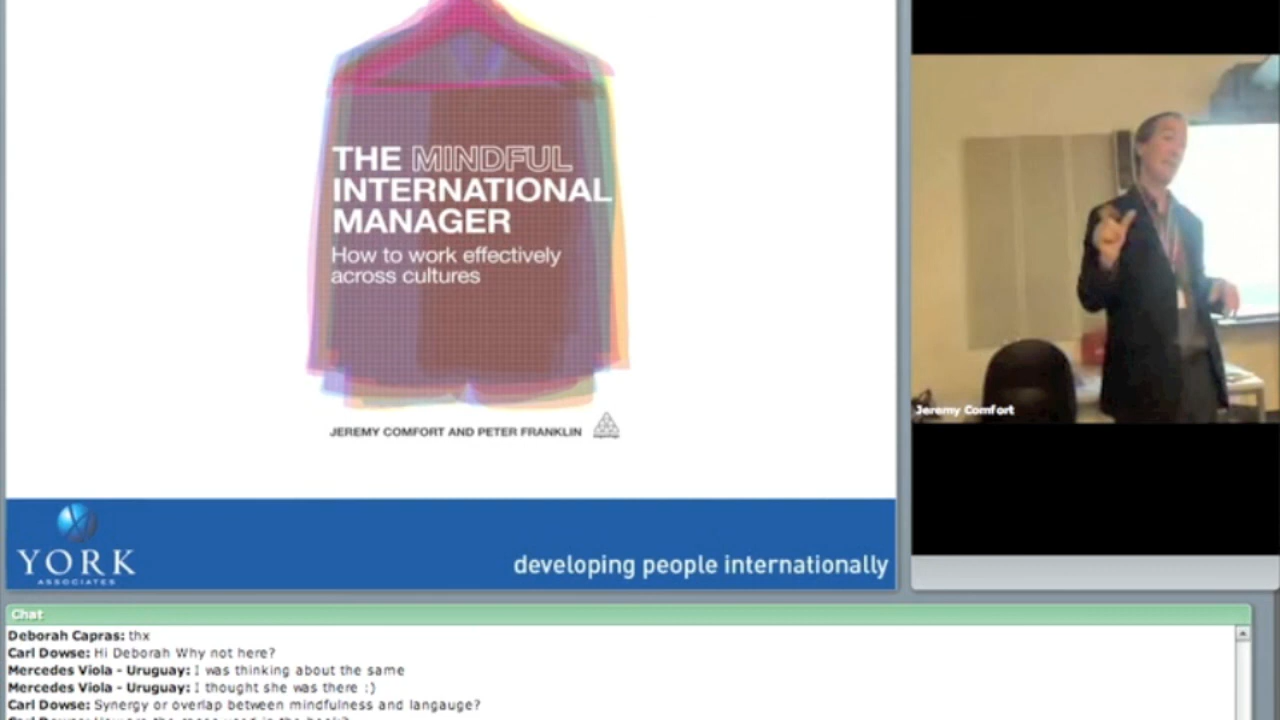 THE MINDFUL
INTERNATIONAL
MANAGER
How to work effectively
across cultures
JEREMY COMFORT AND PETER FRANKLIN
YORK
ASSOCIATES
developing people internationally
Jeremy Comfort
Chat
Deborah Capras: thx
Carl Dowse: Hi Deborah Why not here?
Mercedes Viola - Uruguay: I was thinking about the same
Mercedes Viola - Uruguay: I thought she was there :)
Carl Dowse: Synergy or overlap between mindfulness and langauge?